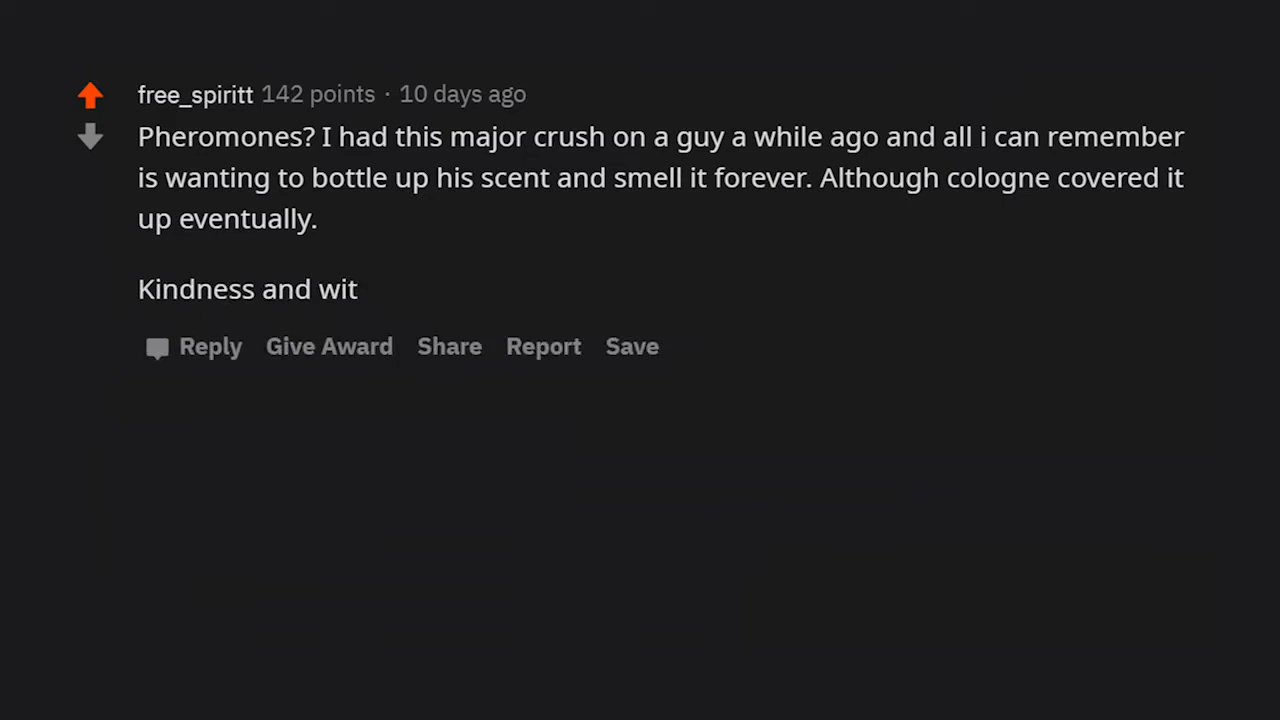 free_spiritt 142 points · 10 days ago
Pheromones? I had this major crush on a guy a while ago and all i can remember
is wanting to bottle up his scent and smell it forever. Although cologne covered it
up eventually.
Kindness and wit
Reply Give Award Share Report Save